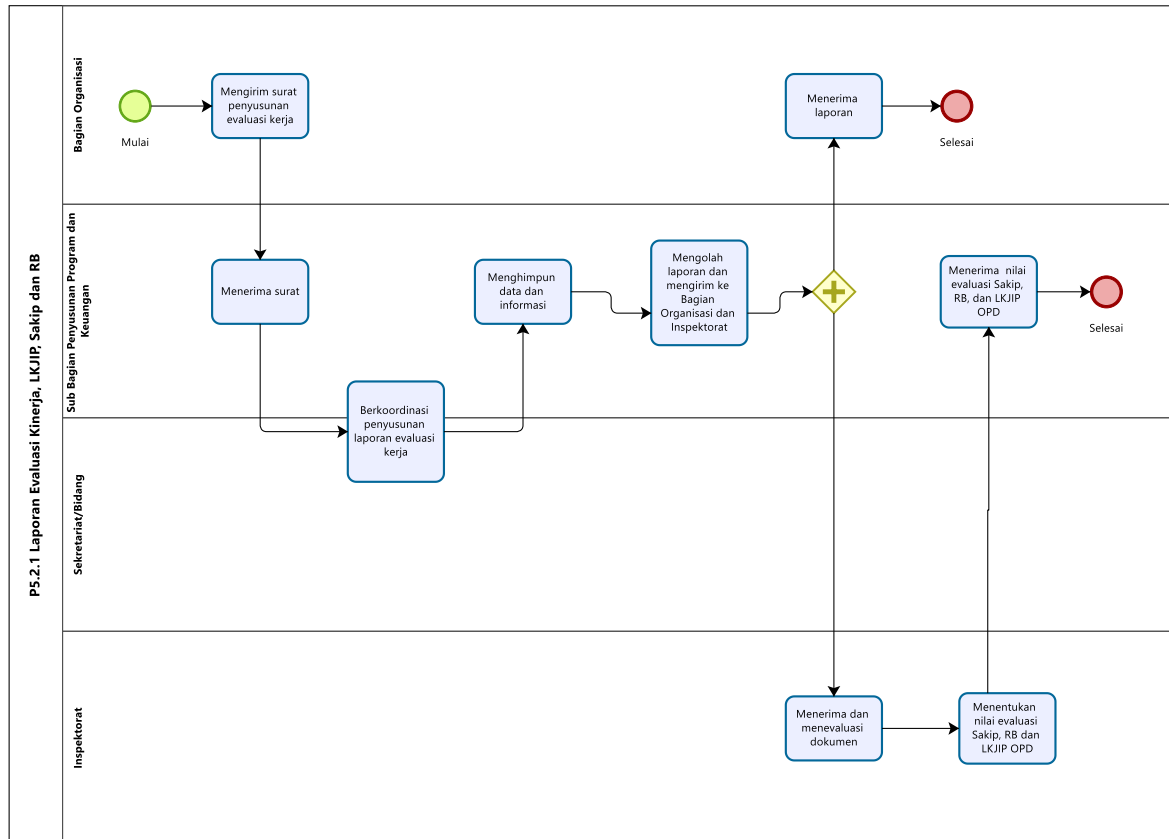 P5.2.1 Laporan Evaluasi Kinerja, LKJIP, Sakip dan RB
Bagian Organisasi
Mulai
Mengirim surat
penyusunan
evaluasi kerja
Menerima
laporan
Selesai
Sub Bagian Penyusunan Program dan
Keuangan
Menerima surat
Menghimpun
data dan
informasi
Mengolah
laporan dan
mengirim ke
Bagian
Organisasi dan
Inspektorat
Menerima  nilai
evaluasi Sakip,
RB, dan LKJIP
OPD
Selesai
Berkoordinasi
penyusunan
laporan evaluasi
kerja
Sekretariat/Bidang
Inspektorat
Menerima dan
menevaluasi
dokumen
Menentukan
nilai evaluasi
Sakip, RB dan
LKJIP OPD